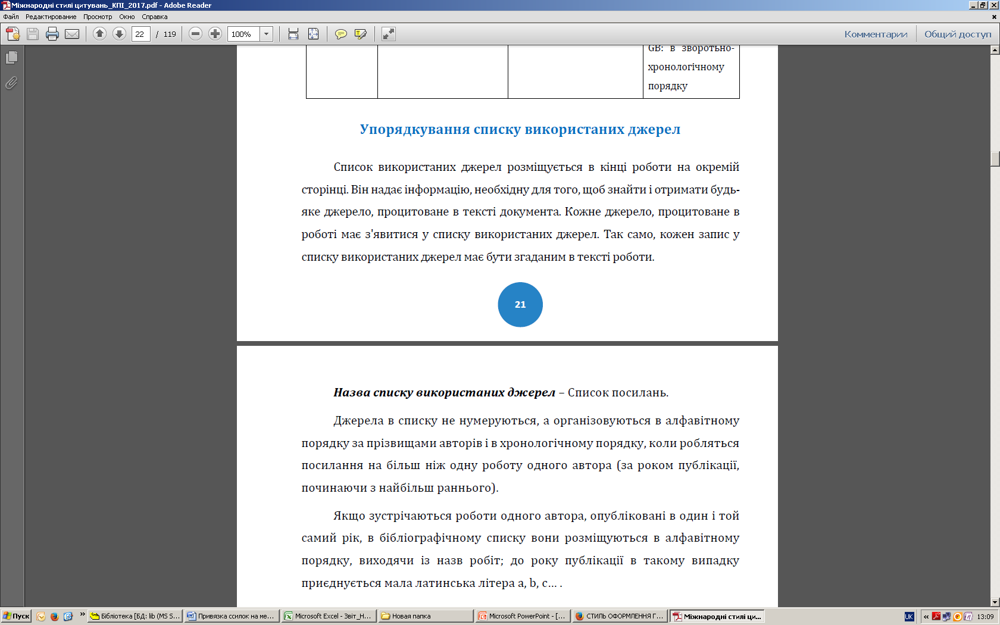 Міжнародні стилі цитувань_КПІ_2017.pdf - Adobe Reader
Файл Редактирование Просмотр Окно Справка
22 / 119 100% Комментарии Общий доступ
GB: в зворотьно-
хронологічному
порядку
Упорядкування списку використаних джерел
Список використаних джерел розміщується в кінці роботи на окремій
сторінці. Він надає інформацію, необхідну для того, щоб знайти і отримати будь-
яке джерело, процитоване в тексті документа. Кожне джерело, процитоване в
роботі має з'явитися у списку використаних джерел. Так само, кожен запис у
списку використаних джерел має бути згаданим в тексті роботи.
21
Назва списку використаних джерел – Список посилань.
Джерела в списку не нумеруються, а організовуються в алфавітному
порядку за прізвищами авторів і в хронологічному порядку, коли робляться
посилання на більш ніж одну роботу одного автора (за роком публікації,
починаючи з найбільш раннього).
Якщо зустрічаються роботи одного автора, опубліковані в один і той
самий рік, в бібліографічному списку вони розміщуються в алфавітному
порядку, виходячи із назв робіт; до року публікації в такому випадку
приєднується мала латинська літера a, b, c... .
Пуск » Бібліотека [БД: lib (MS S... Привязка ссилок на ме... Microsoft Excel - Звіт_Н... Новая папка Microsoft PowerPoint - [... СТИЛЬ ОФОРМЛЕННЯ Г... Міжнародні стилі ци... UK « 13:09